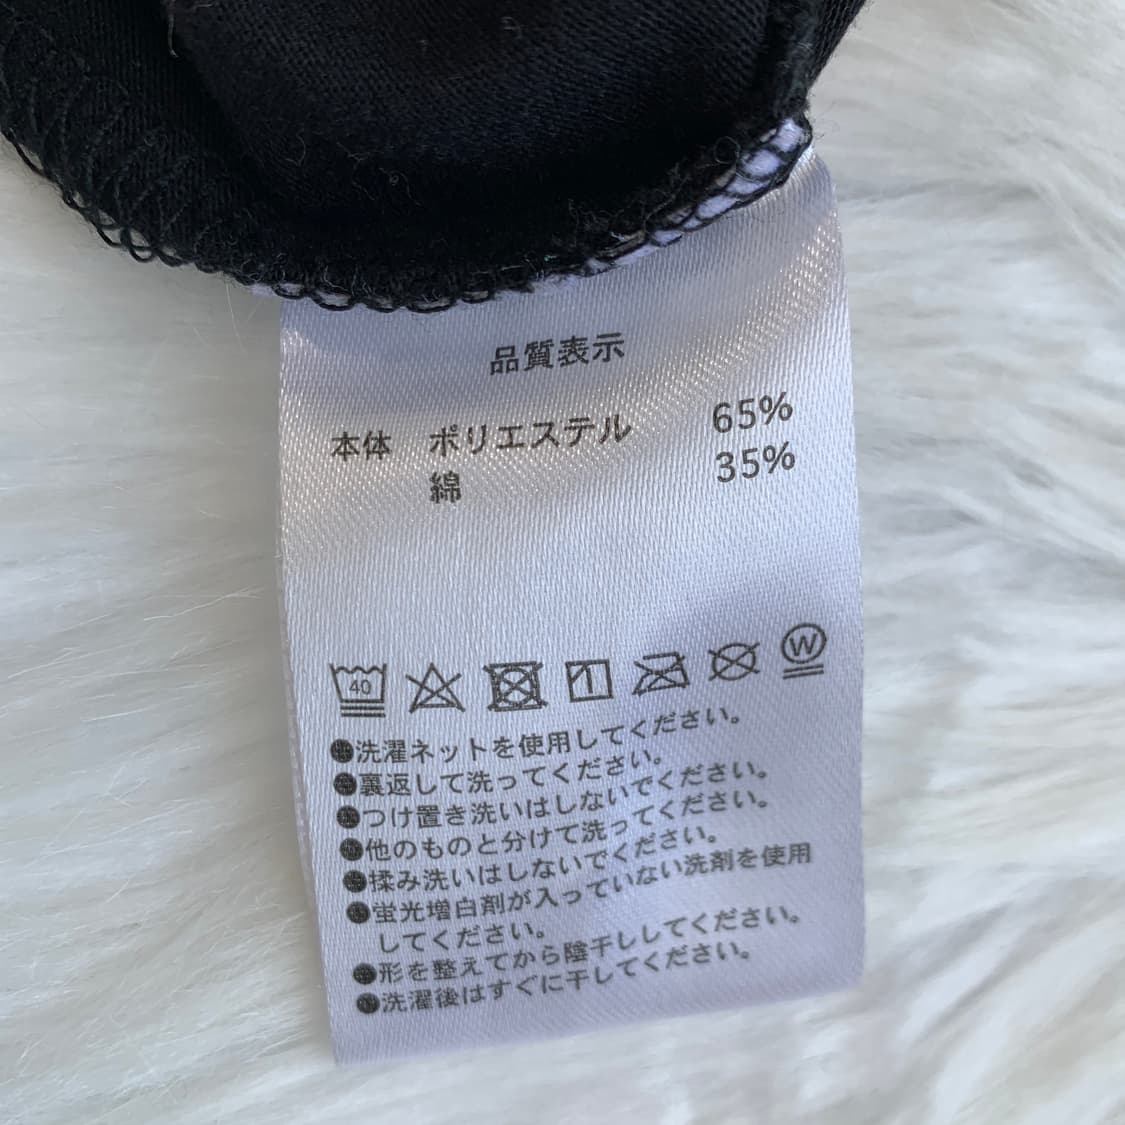 品質表示
本体 ポリエステル 65%
綿 35%
40 W
●洗濯ネットを使用してください。
●裏返して洗ってください。
●つけ置き洗いはしないでください。
●他のものと分けて洗ってください。
●揉み洗いはしないでください。
●蛍光増白剤が入っていない洗剤を使用
してください。
●形を整えてから陰干ししてください。
●洗濯後はすぐに干してください。